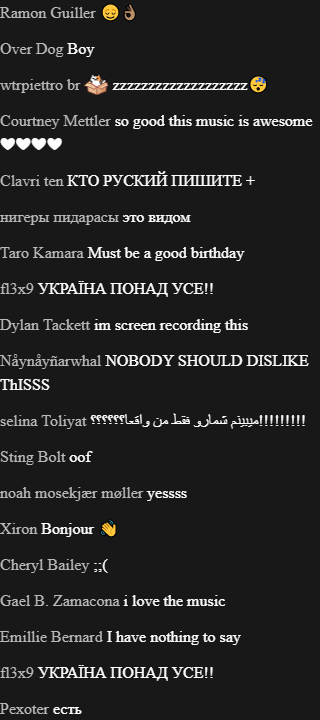 Ramon Guiller 😌👌🏽
Over Dog Boy
wtrpiettro br zzzzzzzzzzzzzzzzzzz😴
Courtney Mettler so good this music is awesome
🤍🤍🤍🤍
Clavri ten КТО РУСКИЙ ПИШИТЕ +
нигеры пидарасы это видом
Taro Kamara Must be a good birthday
fl3x9 УКРАЇНА ПОНАД УСЕ!!
Dylan Tackett im screen recording this
Nåynåyñarwhal NOBODY SHOULD DISLIKE
ThISSS
selina Toliyat میبینم شمارو فقط من واقعا؟؟؟؟؟؟!!!!!!!!!
Sting Bolt oof
noah mosekjær møller yessss
Xiron Bonjour 👋
Cheryl Bailey ;;(
Gael B. Zamacona i love the music
Emillie Bernard I have nothing to say
fl3x9 УКРАЇНА ПОНАД УСЕ!!
Pexoter есть